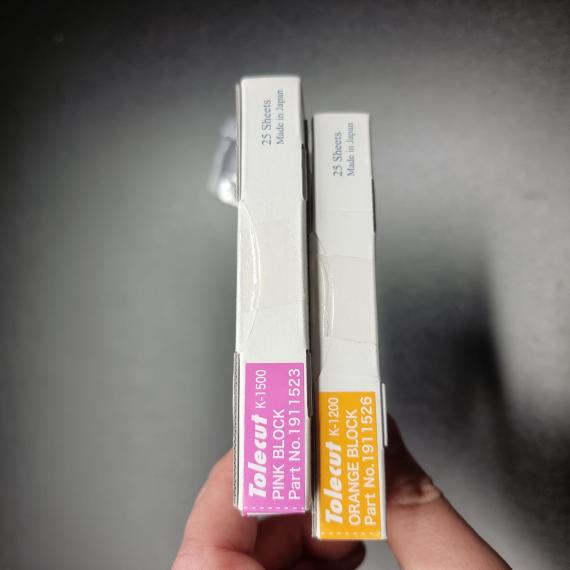 25 Sheets
Made in Japan
Tolecut K-1500
PINK BLOCK
Part No.1911523
25 Sheets
Made in Japan
Tolecut K-1200
ORANGE BLOCK
Part No.1911526